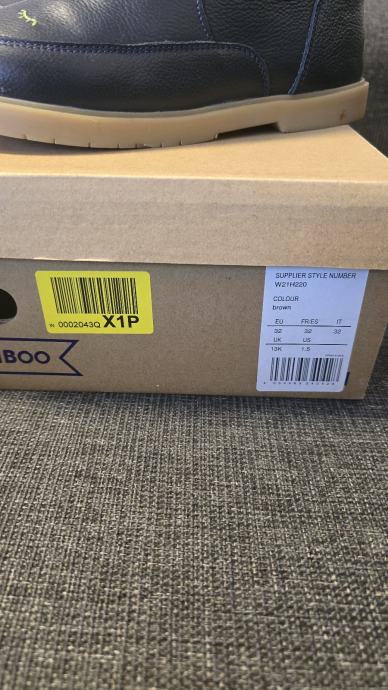 SUPPLIER STYLE NUMBER
W21H220
COLOUR
brown
EU FR/ES IT
32 32 32
UK US
13K 1.5
W 0002043Q X1P
BOO